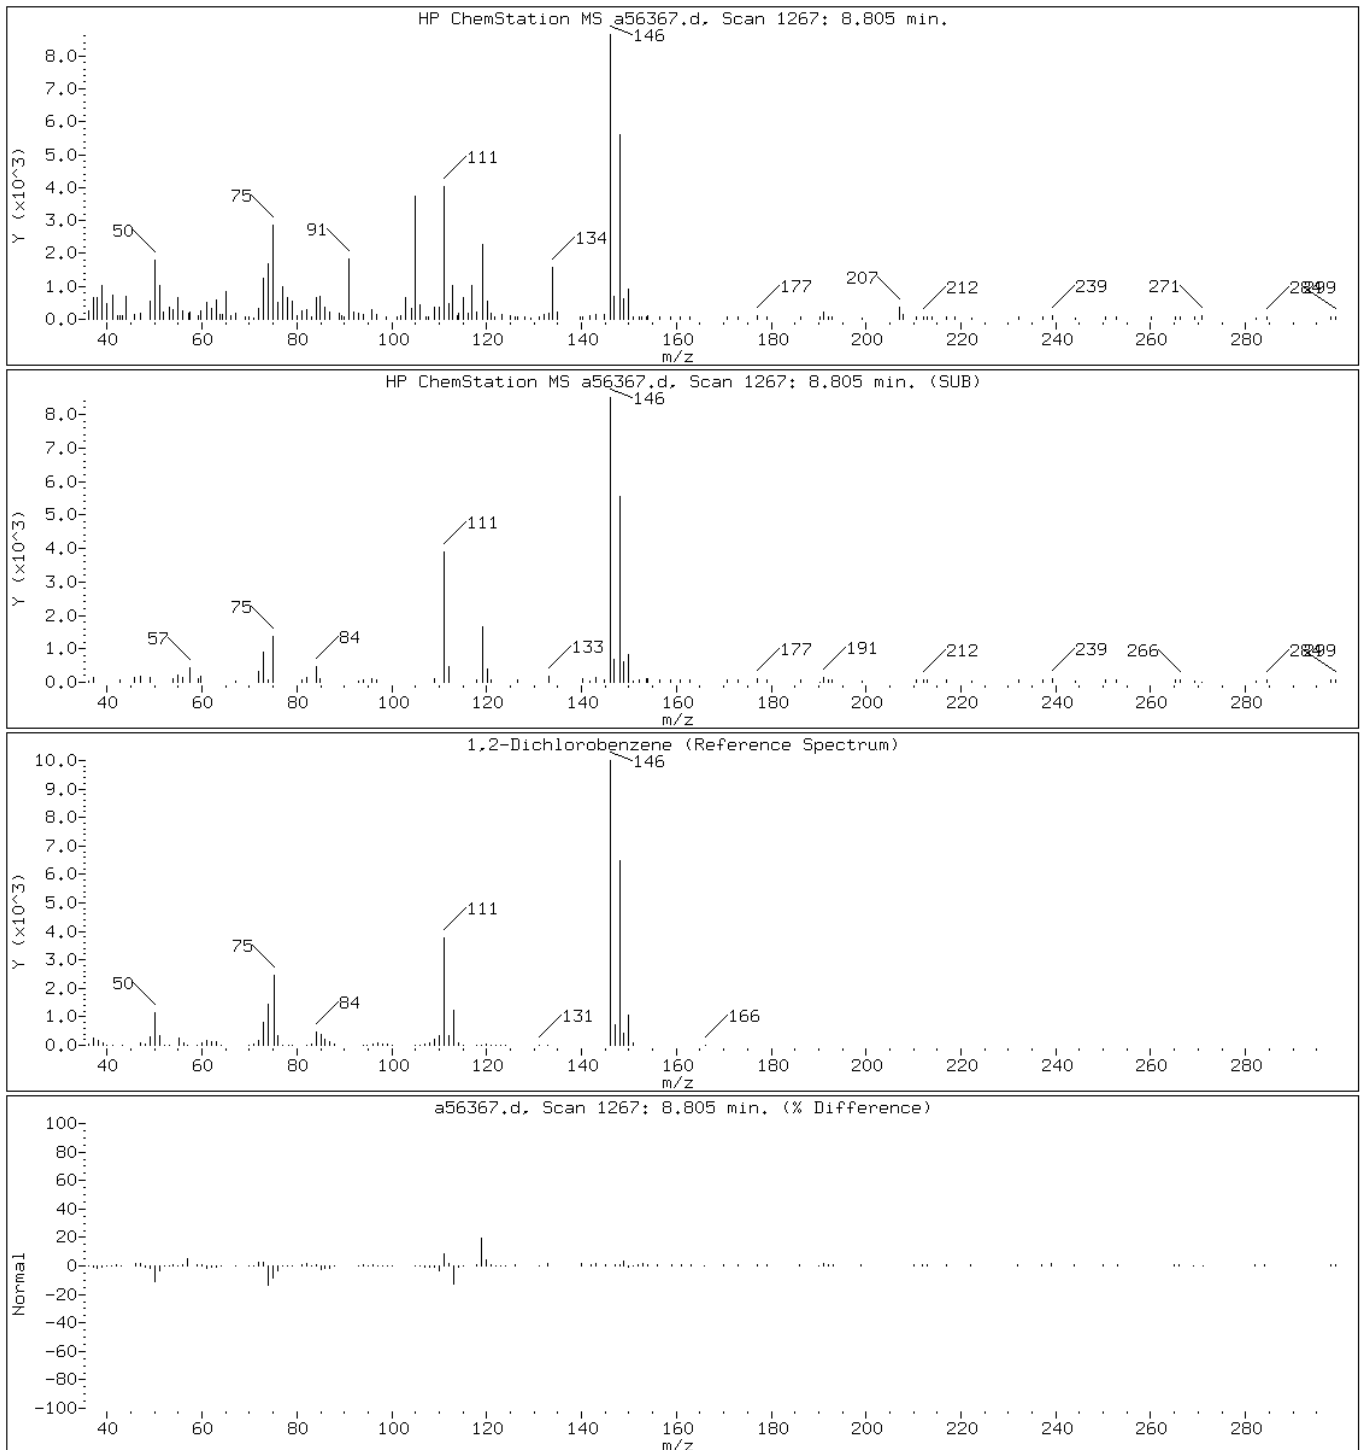 HP ChemStation MS a56367.d, Scan 1267: 8.805 min.
Y (x10^3)
8.0
7.0
6.0
5.0
4.0
3.0
2.0
1.0
0.0
50 75 91 111 134 146 177 207 212 239 271 299
40 60 80 100 120 140 160 180 200 220 240 260 280
m/z
HP ChemStation MS a56367.d, Scan 1267: 8.805 min. (SUB)
Y (x10^3)
8.0
7.0
6.0
5.0
4.0
3.0
2.0
1.0
0.0
57 75 84 111 133 146 177 191 212 239 266 299
40 60 80 100 120 140 160 180 200 220 240 260 280
m/z
1,2-Dichlorobenzene (Reference Spectrum)
Y (x10^3)
10.0
9.0
8.0
7.0
6.0
5.0
4.0
3.0
2.0
1.0
0.0
50 75 84 111 131 146 166
40 60 80 100 120 140 160 180 200 220 240 260 280
m/z
a56367.d, Scan 1267: 8.805 min. (% Difference)
Normal
100
80
60
40
20
0
-20
-40
-60
-80
-100
40 60 80 100 120 140 160 180 200 220 240 260 280
m/z